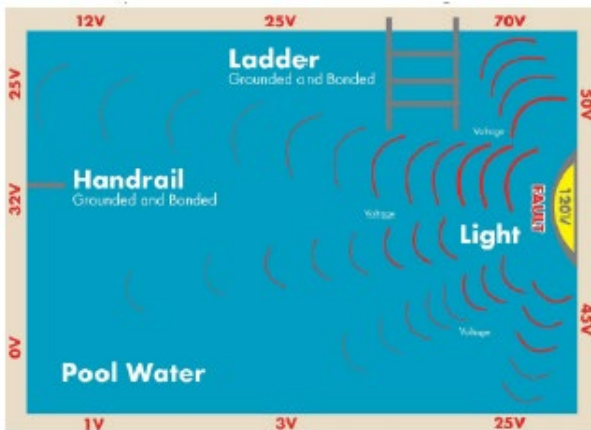 12V 25V 70V
Ladder
Grounded and Bonded
25V
50V
Voltage
Handrail
Grounded and Bonded
32V
120V
FAULT
Voltage
Light
Voltage
45V
0V
Pool Water
1V 3V 25V